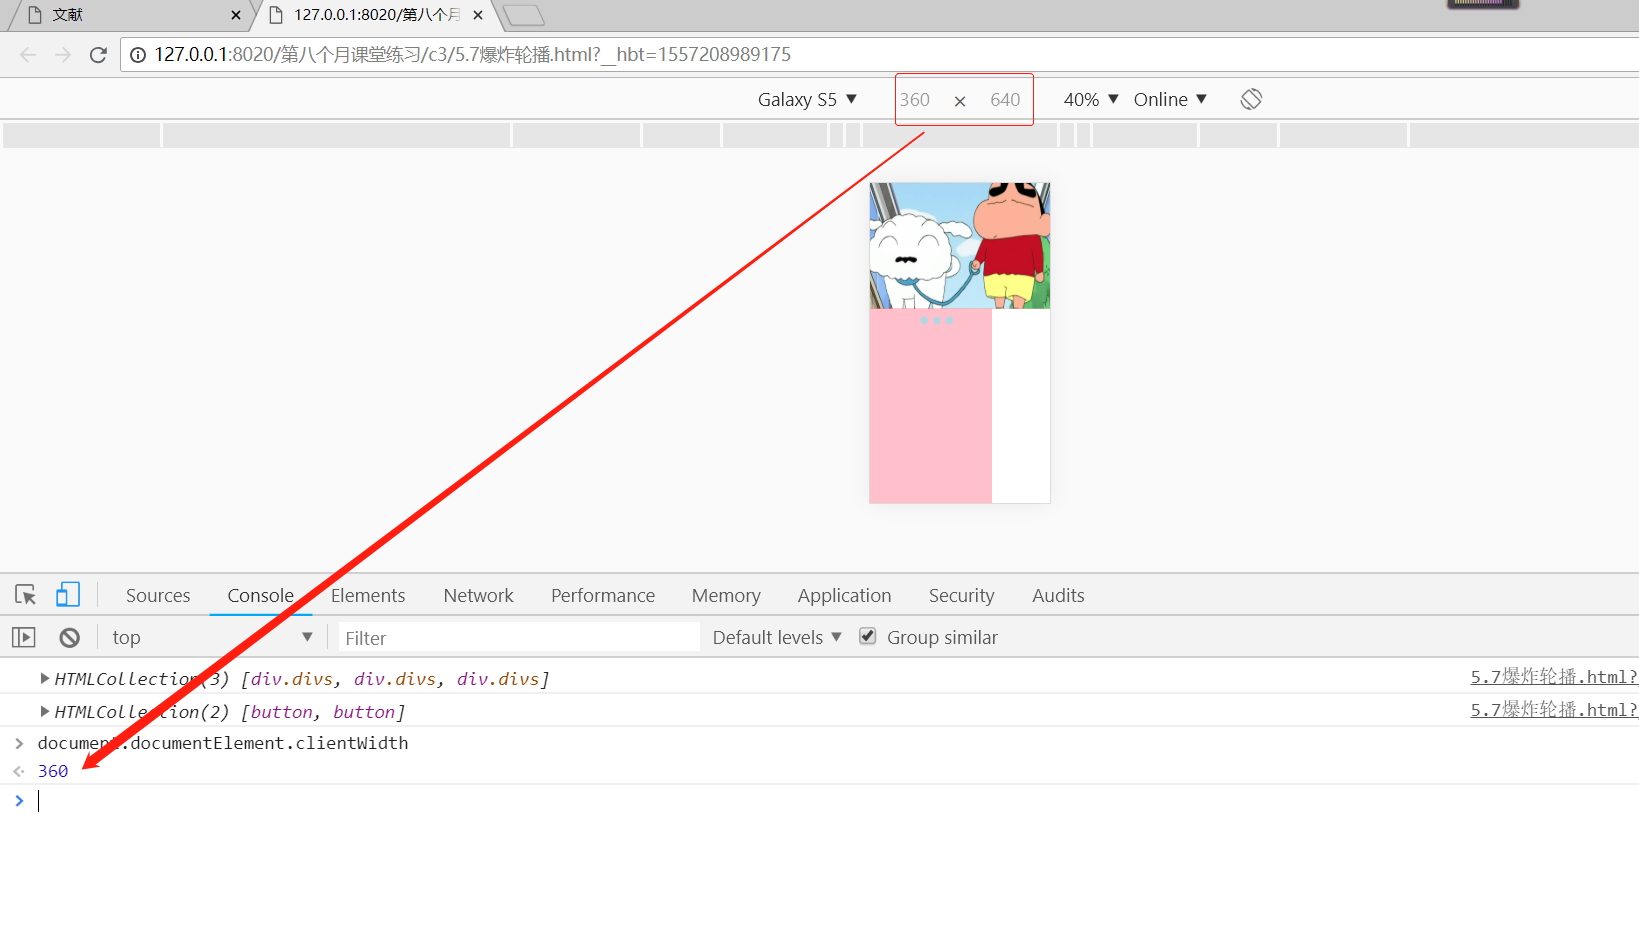 文献
127.0.0.1:8020/第八个月
127.0.0.1:8020/第八个月课堂练习/c3/5.7爆炸轮播.html?__hbt=1557208989175
Galaxy S5 ▼ 360 × 640 40% ▼ Online ▼
Sources Console Elements Network Performance Memory Application Security Audits
top ▼ Filter Default levels ▼ Group similar
▶HTMLCollection(3) [div.divs, div.divs, div.divs] 5.7爆炸轮播.html?
▶HTMLCollection(2) [button, button] 5.7爆炸轮播.html?
> document.documentElement.clientWidth
360
>